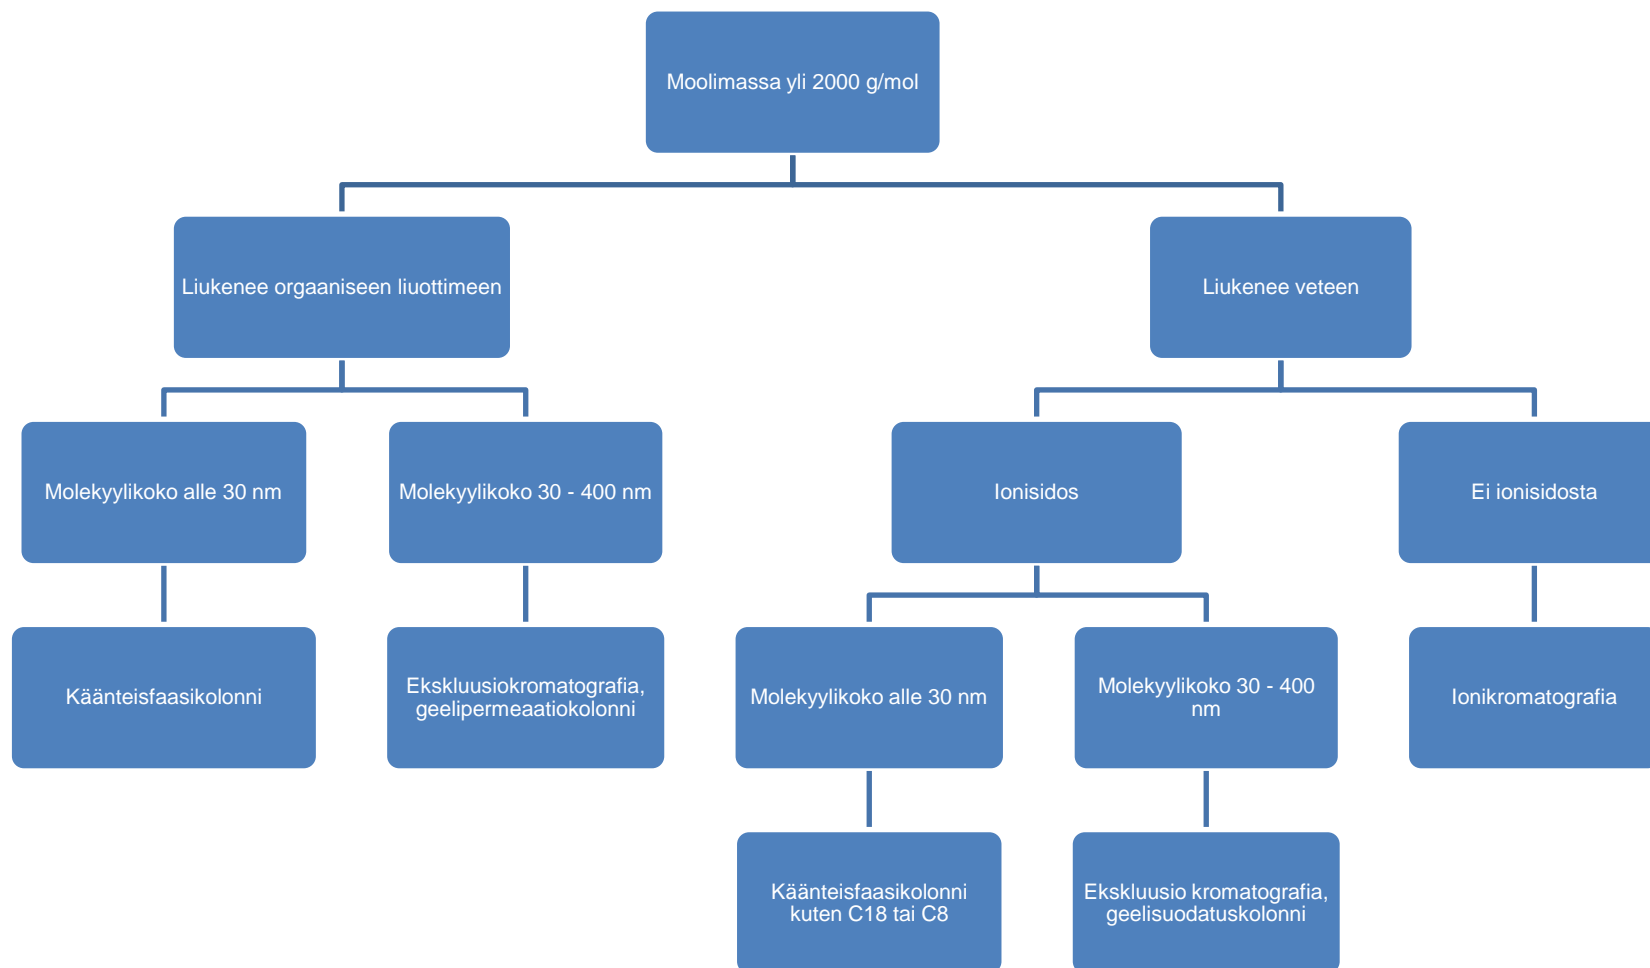 Moolimassa yli 2000 g/mol
Liukenee orgaaniseen liuottimeen
Liukenee veteen
Molekyylikoko alle 30 nm
Molekyylikoko 30 - 400 nm
Ionisidos
Ei ionisidosta
Käänteisfaasikolonni
Ekskluusiokromatografia,
geelipermeaatiokolonni
Molekyylikoko alle 30 nm
Molekyylikoko 30 - 400
nm
Ionikromatografia
Käänteisfaasikolonni
kuten C18 tai C8
Ekskluusio kromatografia,
geelisuodatuskolonni